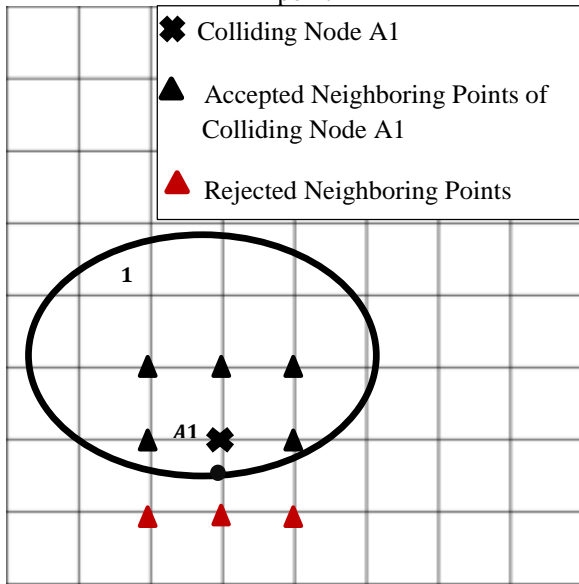 Colliding Node A1
Accepted Neighboring Points of
Colliding Node A1
Rejected Neighboring Points
1
A1